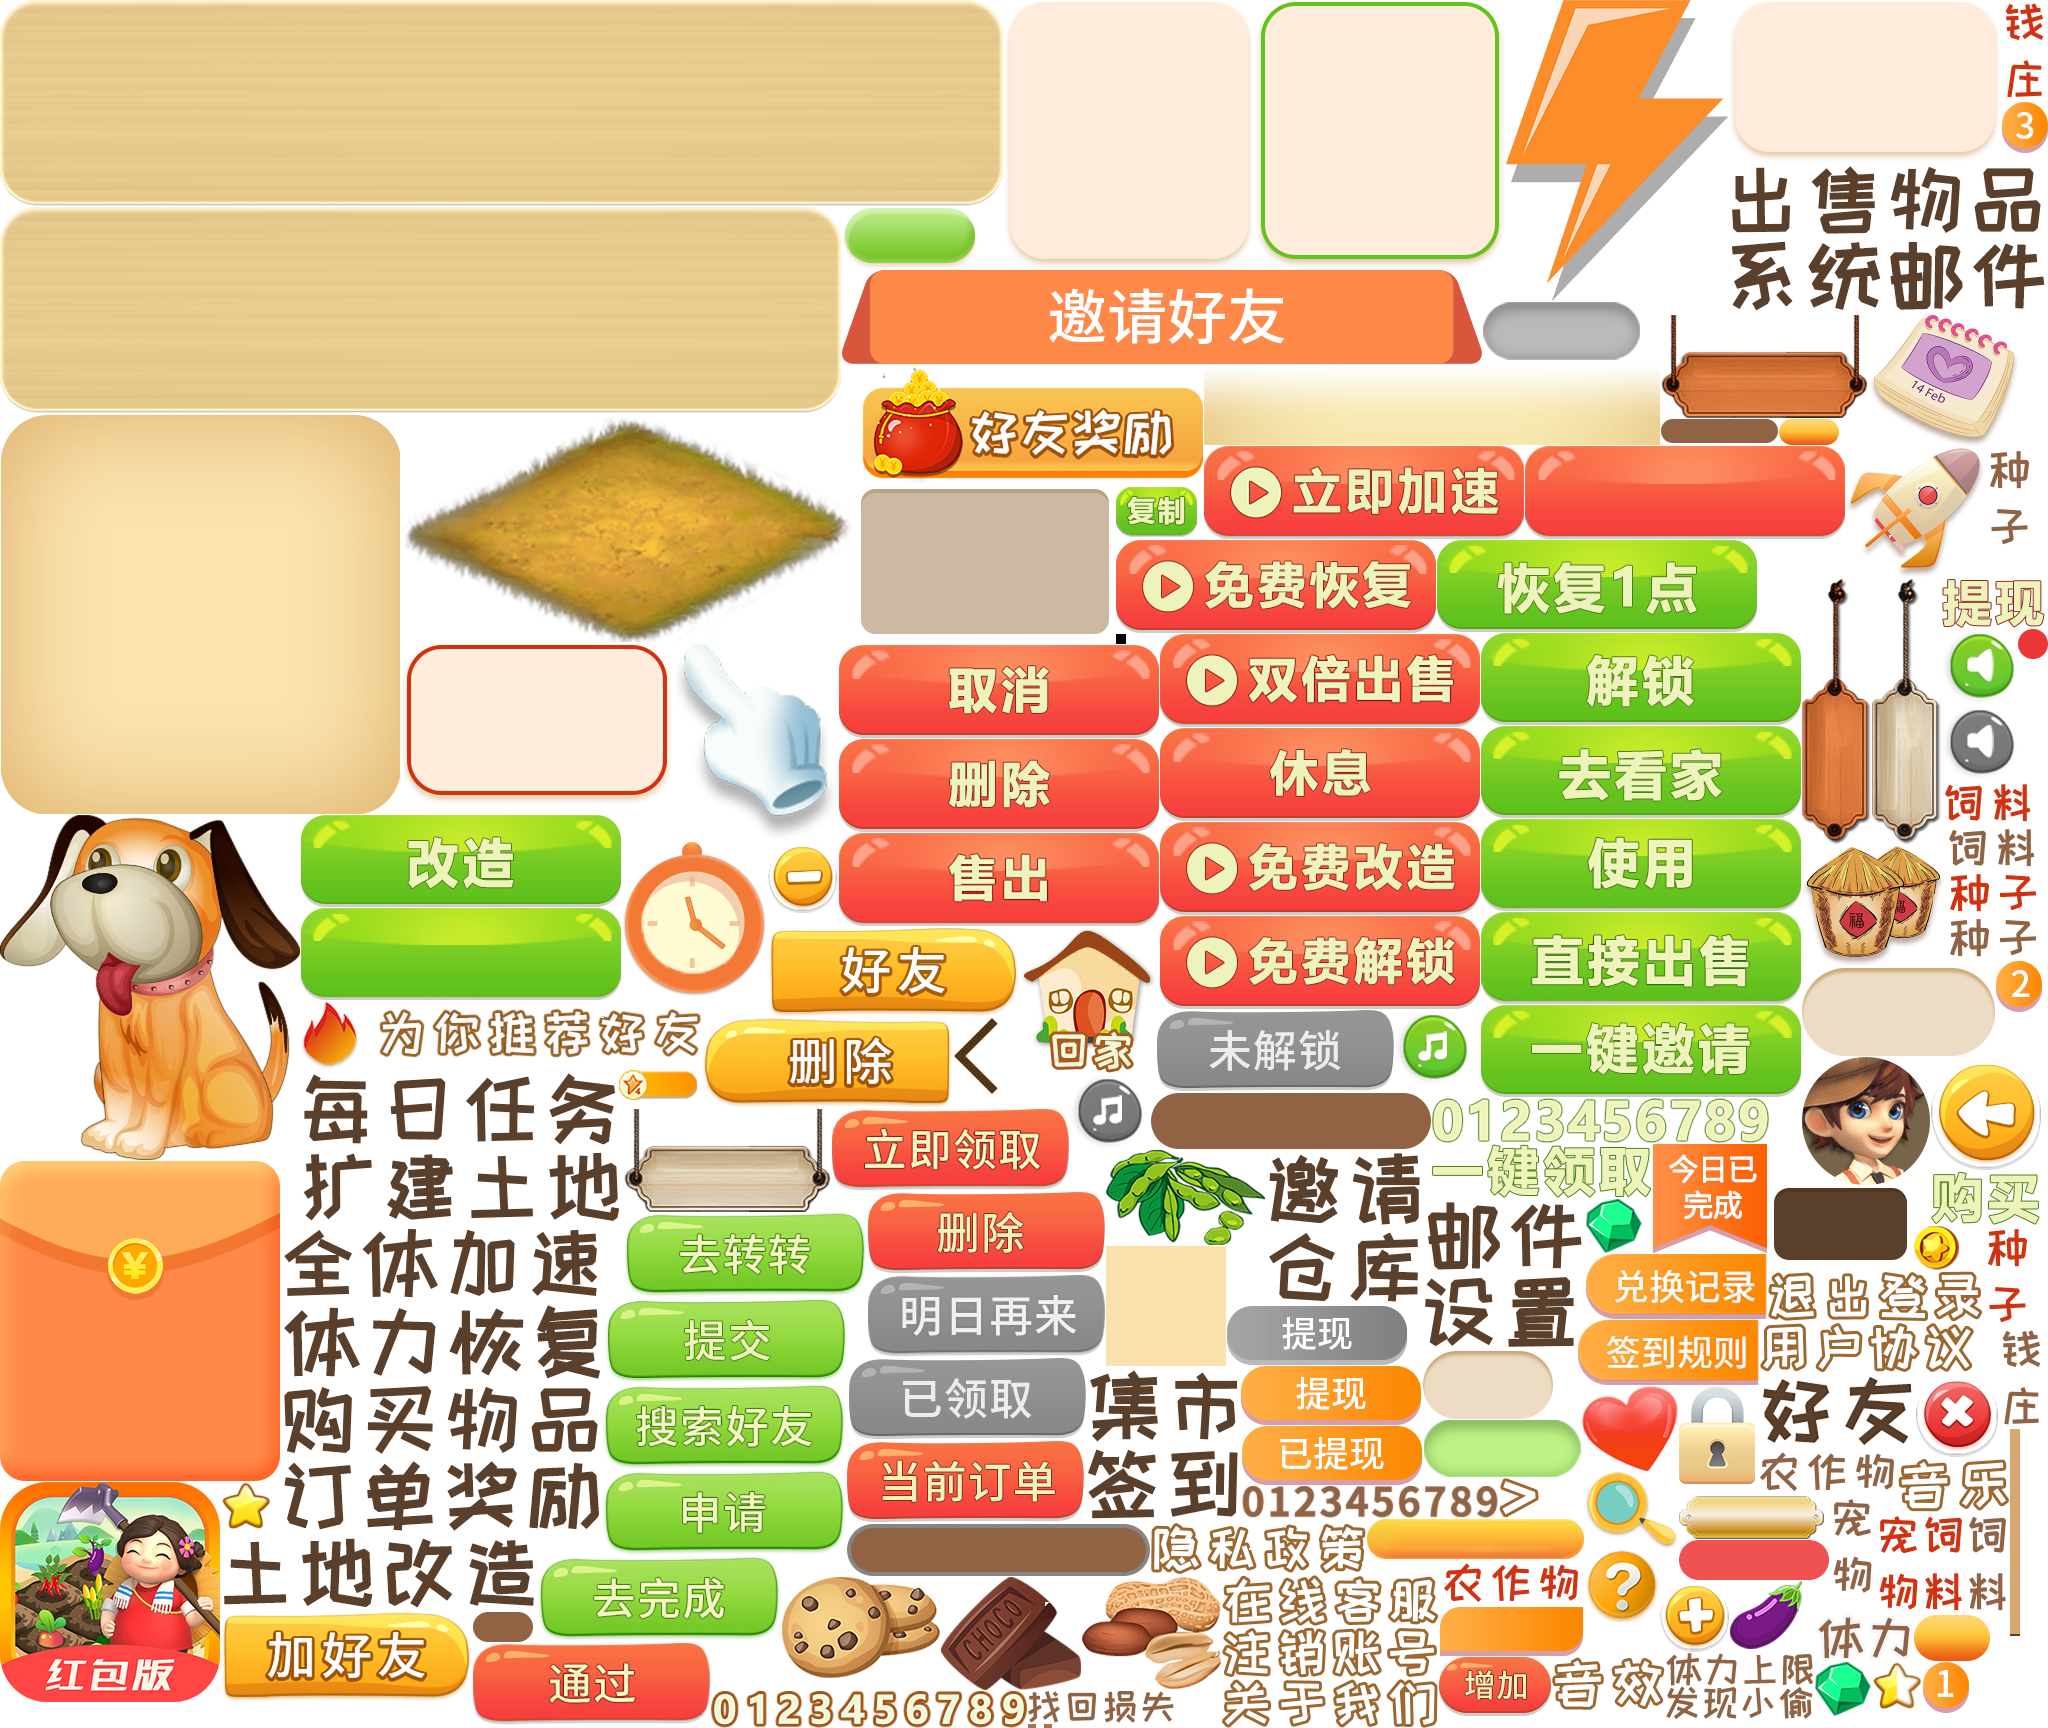 钱庄
3
出售物品
系统邮件
邀请好友
14 Feb
好友奖励
复制
立即加速
种子
免费恢复
恢复1点
提现
取消
双倍出售
解锁
删除
休息
去看家
饲料
饲料
种子
种子
改造
售出
免费改造
使用
福
福
好友
免费解锁
直接出售
2
为你推荐好友
删除
回家
未解锁
一键邀请
每日任务
0123456789
立即领取
一键领取
今日已
完成
扩建土地
邀请
购买
去转转
删除
邮件
仓库
种子
全体加速
明日再来
设置
兑换记录
退出登录
体力恢复
提交
提现
签到规则
用户协议
钱庄
购买物品
搜索好友
已领取
集市
提现
好友
订单奖励
当前订单
签到
已提现
农作物
音乐
申请
0123456789
>
宠物
宠物
饲料
饲料
隐私政策
土地改造
去完成
CHOCO
在线客服
农作物
加好友
红包版
通过
注销账号
体力
增加
音效
体力上限
0123456789
找回损失
关于我们
发现小偷
1